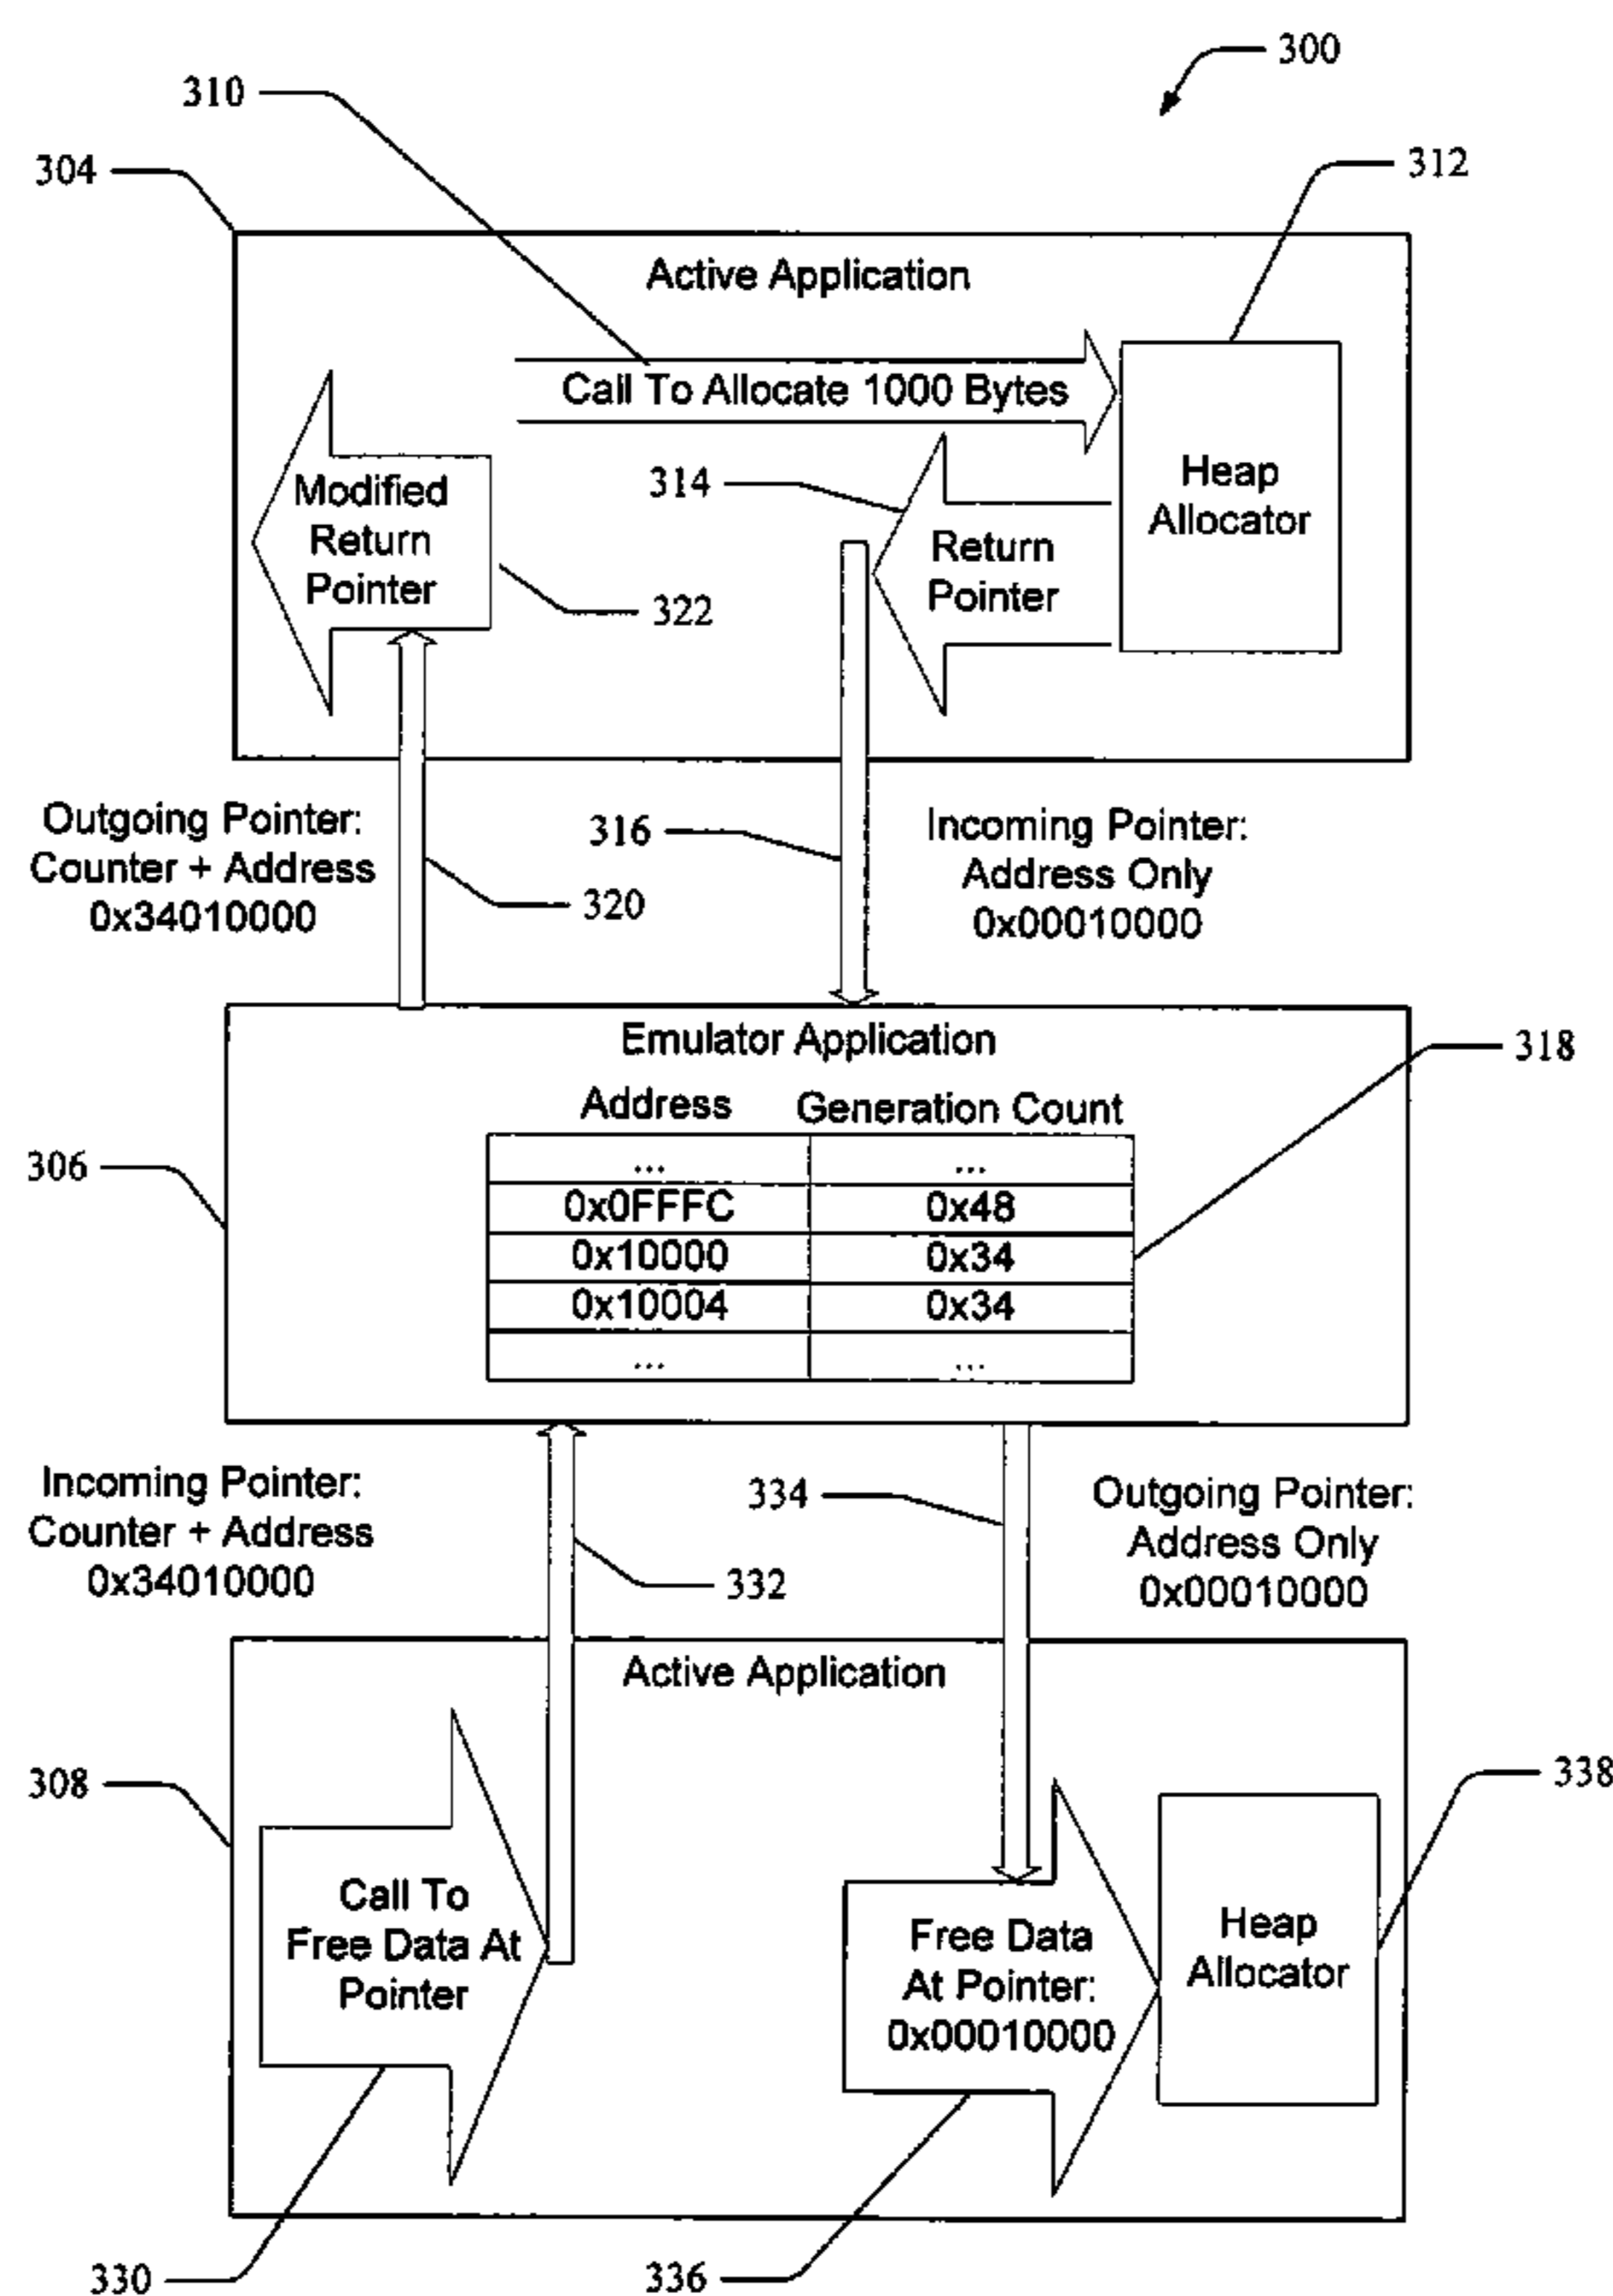 300
310
304
312
Active Application
Call To Allocate 1000 Bytes
Heap
Allocator
314
Return
Pointer
Modified
Return
Pointer
322
Outgoing Pointer:
Counter + Address
0x34010000
320
316
Incoming Pointer:
Address Only
0x00010000
Emulator Application
318
306
Address Generation Count
... ...
0x0FFFC 0x48
0x10000 0x34
0x10004 0x34
... ...
Incoming Pointer:
Counter + Address
0x34010000
332
334
Outgoing Pointer:
Address Only
0x00010000
Active Application
308
338
Call To
Free Data At
Pointer
Free Data
At Pointer:
0x00010000
Heap
Allocator
330
336